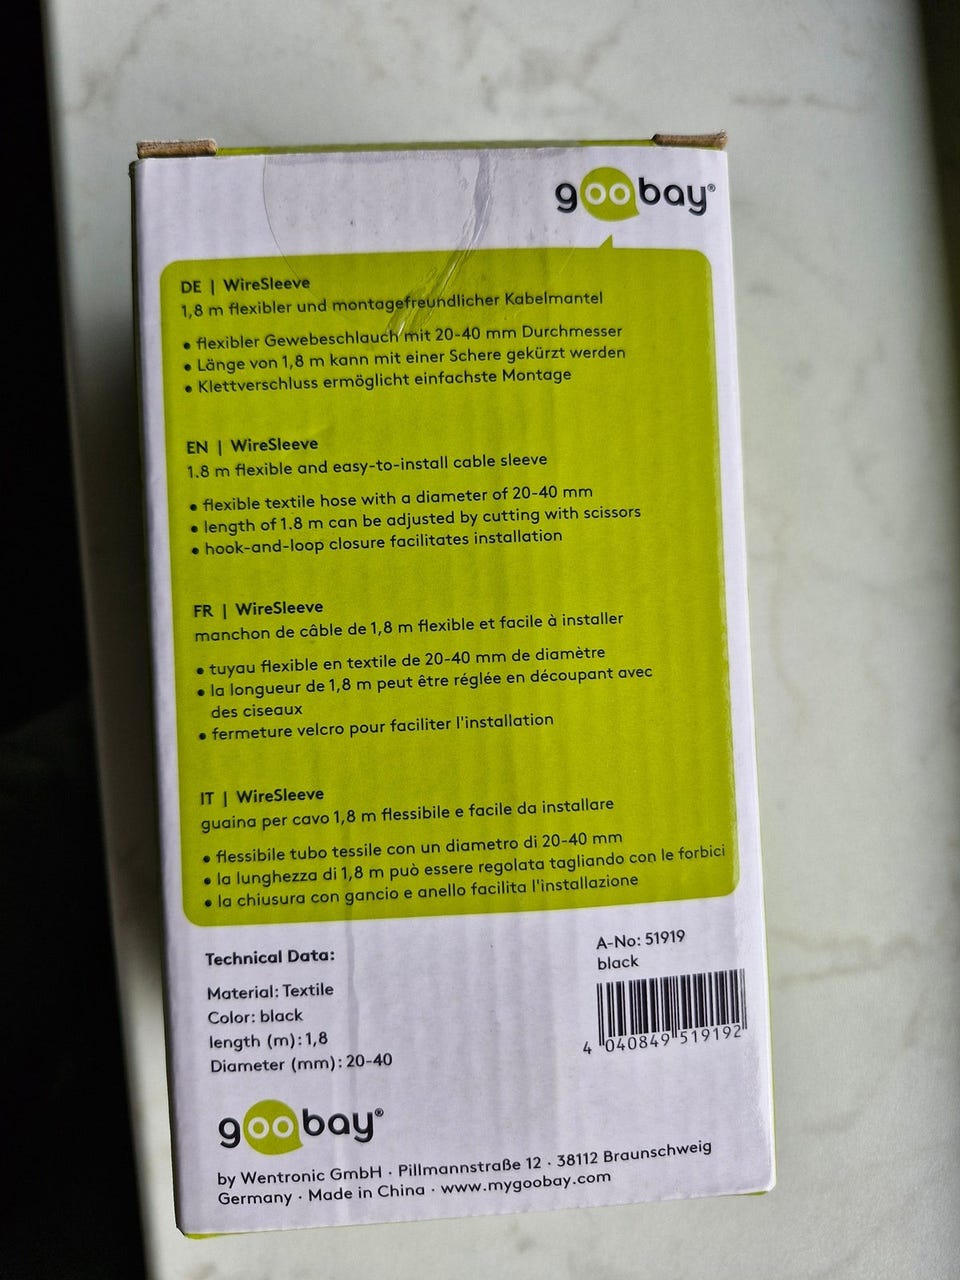 goobay®
DE | WireSleeve
1,8 m flexibler und montagefreundlicher Kabelmantel
• flexibler Gewebeschlauch mit 20-40 mm Durchmesser
• Länge von 1,8 m kann mit einer Schere gekürzt werden
• Klettverschluss ermöglicht einfachste Montage
EN | WireSleeve
1.8 m flexible and easy-to-install cable sleeve
• flexible textile hose with a diameter of 20-40 mm
• length of 1.8 m can be adjusted by cutting with scissors
• hook-and-loop closure facilitates installation
FR | WireSleeve
manchon de câble de 1,8 m flexible et facile à installer
• tuyau flexible en textile de 20-40 mm de diamètre
• la longueur de 1,8 m peut être réglée en découpant avec
des ciseaux
• fermeture velcro pour faciliter l'installation
IT | WireSleeve
guaina per cavo 1,8 m flessibile e facile da installare
• flessibile tubo tessile con un diametro di 20-40 mm
• la lunghezza di 1,8 m può essere regolata tagliando con le forbici
• la chiusura con gancio e anello facilita l'installazione
Technical Data:
Material: Textile
Color: black
length (m): 1,8
Diameter (mm): 20-40
A-No: 51919
black
4 040849 519192
goobay®
by Wentronic GmbH · Pillmannstraße 12 · 38112 Braunschweig
Germany · Made in China · www.mygoobay.com